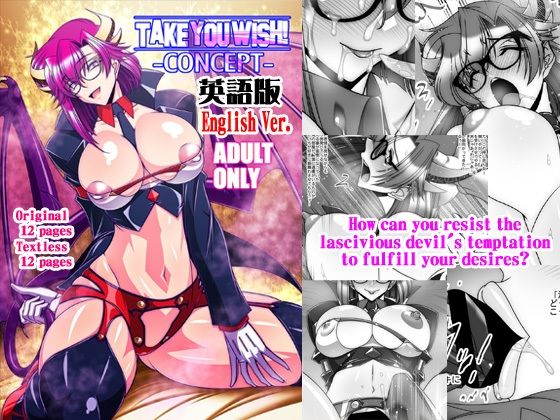 TAKE YOU WISH!
-CONCEPT-
英語版
English Ver.
ADULT
ONLY
Original
12 pages
Textless
12 pages
How can you resist the
lascivious devil's temptation
to fulfill your desires?